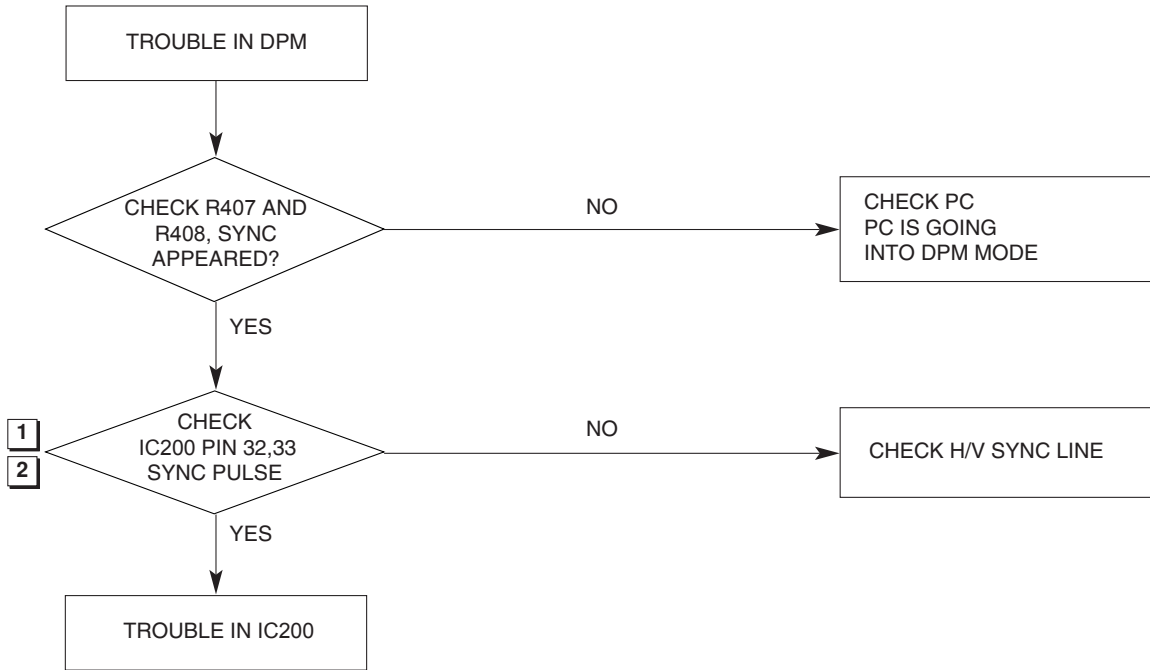 TROUBLE IN DPM
CHECK R407 AND
R408, SYNC
APPEARED?
NO
CHECK PC
PC IS GOING
INTO DPM MODE
YES
1
2
CHECK
IC200 PIN 32,33
SYNC PULSE
NO
CHECK H/V SYNC LINE
YES
TROUBLE IN IC200